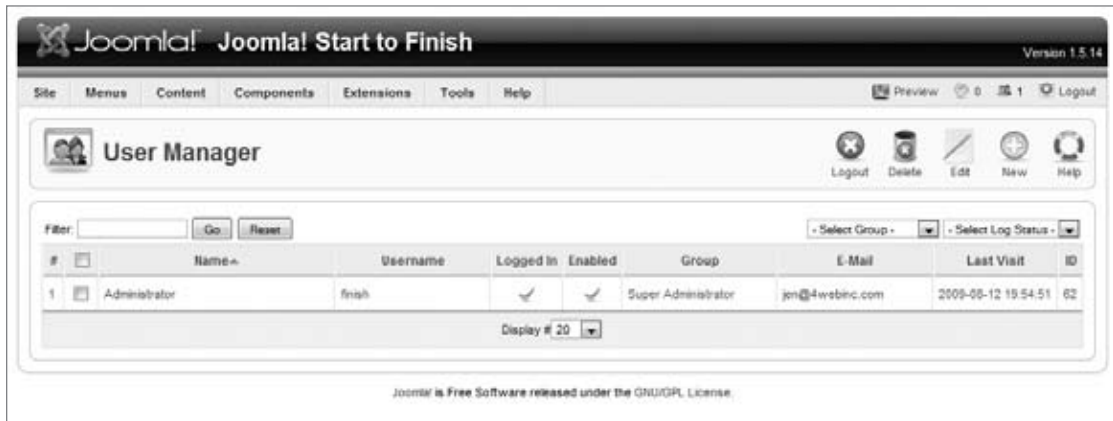 Joomla! Joomla! Start to Finish
Version 1.5.14
Site Menus Content Components Extensions Tools Help Preview 0 1 Logout
User Manager
Logout Delete Edit New Help
Filter: Go Reset - Select Group - - Select Log Status -
# Name Username Logged In Enabled Group E-Mail Last Visit ID
1 Administrator finish Super Administrator jen@4webinc.com 2009-08-12 19:54:51 62
Display # 20
Joomla! is Free Software released under the GNU/GPL License.